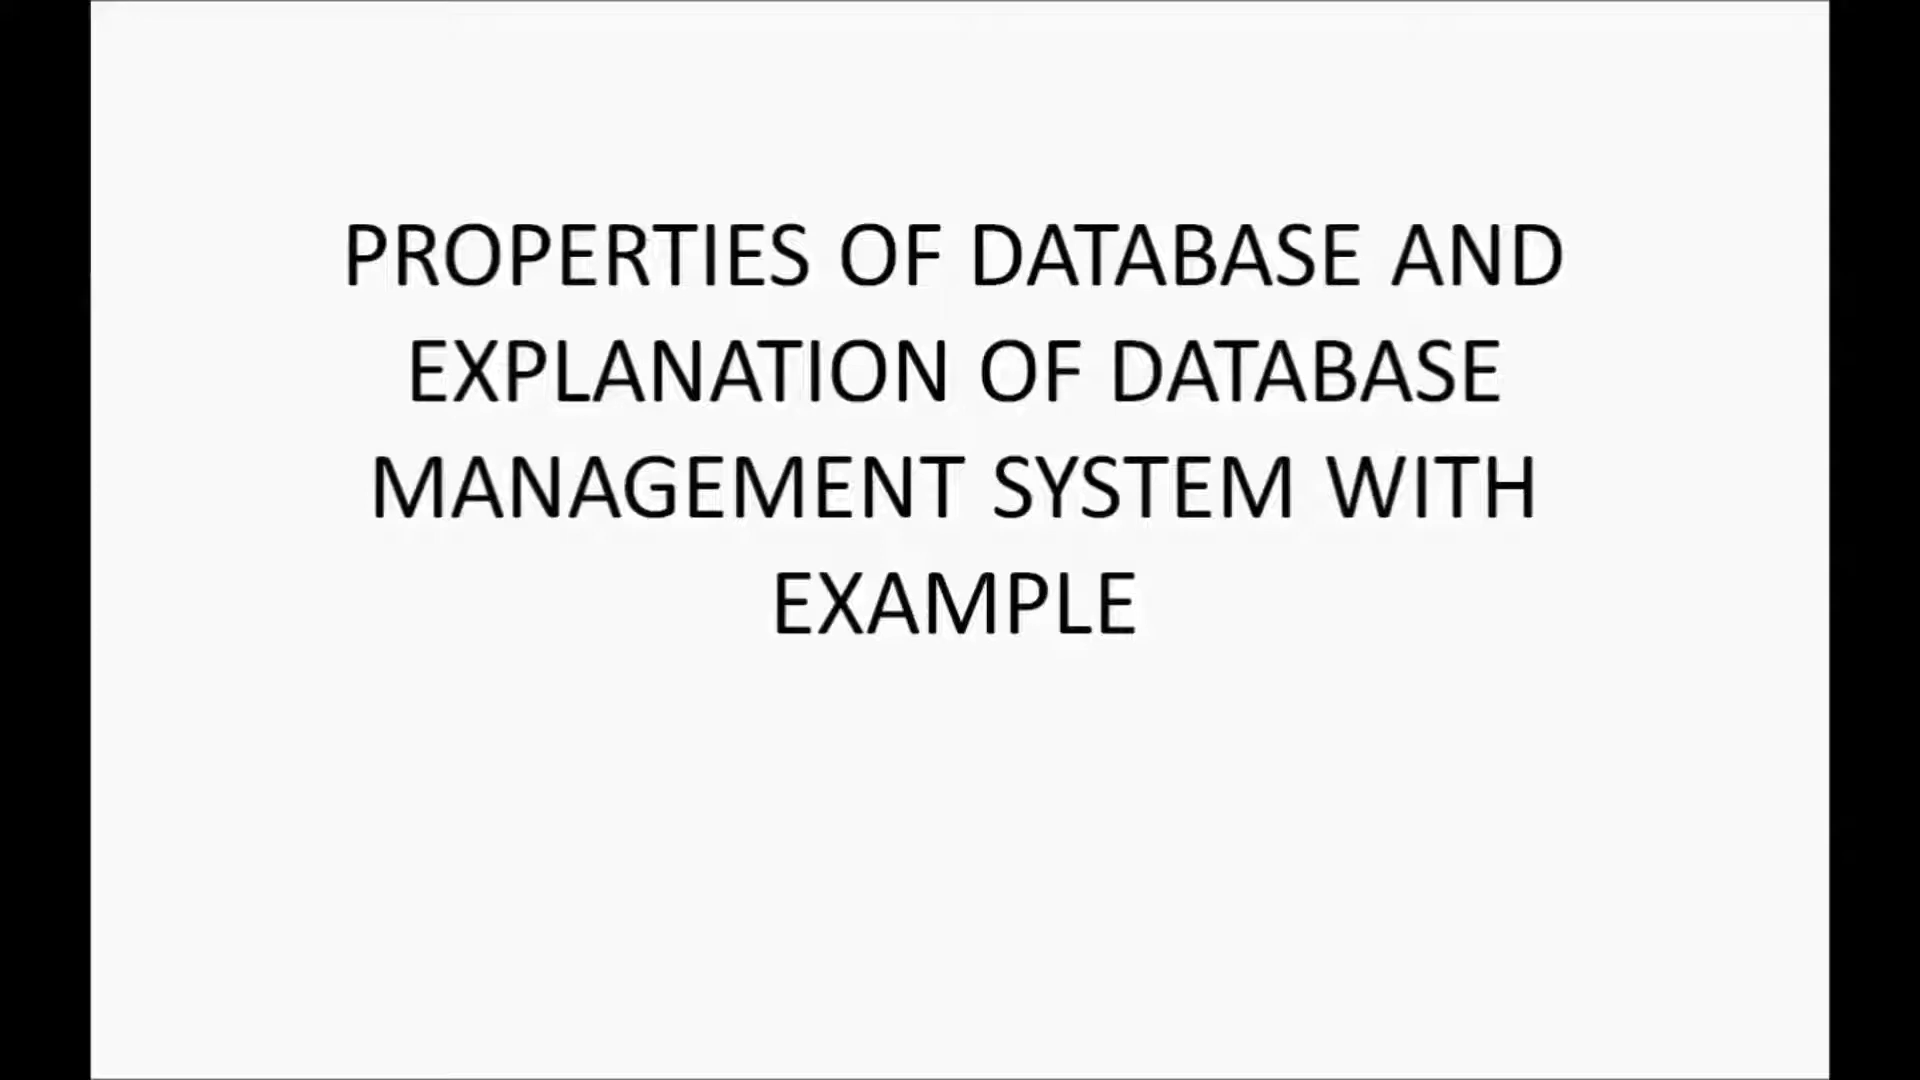 PROPERTIES OF DATABASE AND
EXPLANATION OF DATABASE
MANAGEMENT SYSTEM WITH
EXAMPLE